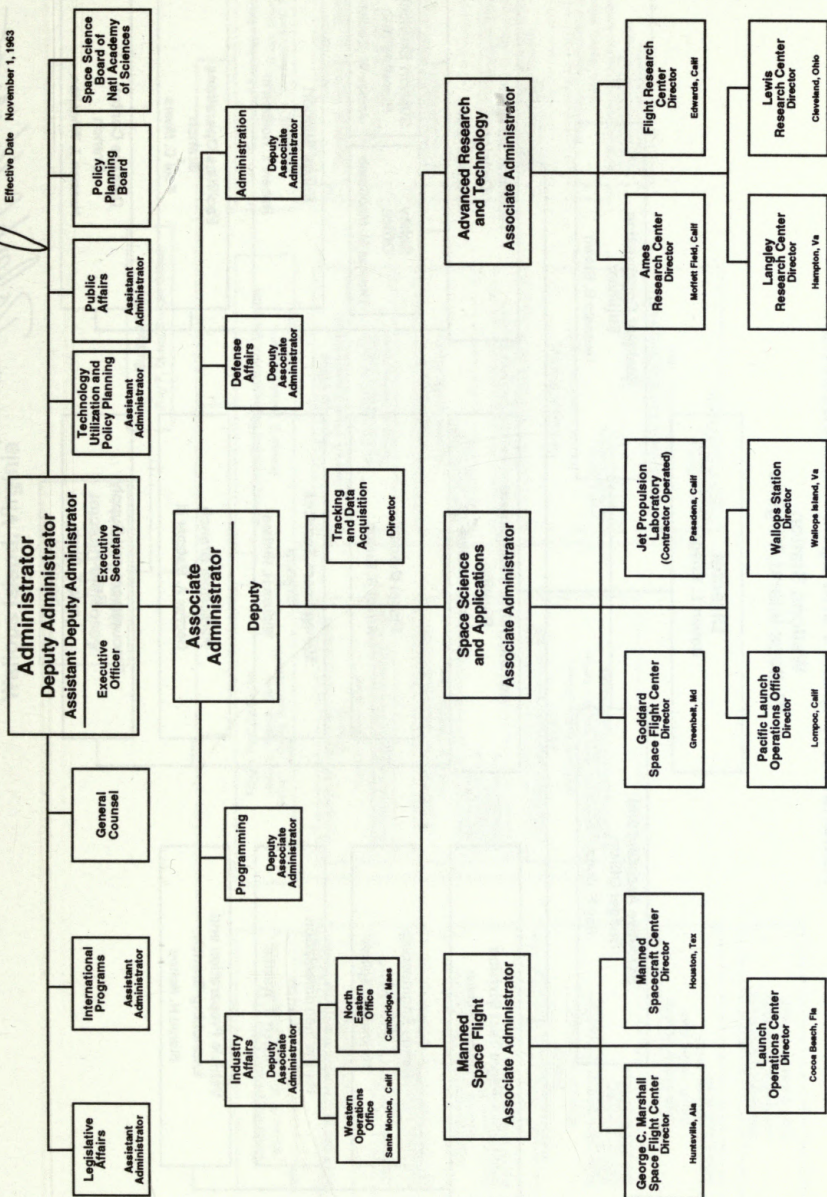 Effective Date November 1, 1963
Administrator
Deputy Administrator
Assistant Deputy Administrator
Executive
Officer
Executive
Secretary
Legislative
Affairs
Assistant
Administrator
International
Programs
Assistant
Administrator
General
Counsel
Technology
Utilization and
Policy Planning
Assistant
Administrator
Public
Affairs
Assistant
Administrator
Policy
Planning
Board
Space Science
Board of
Natl Academy
of Sciences
Associate
Administrator
Deputy
Industry
Affairs
Deputy
Associate
Administrator
Programming
Deputy
Associate
Administrator
Defense
Affairs
Deputy
Associate
Administrator
Administration
Deputy
Associate
Administrator
Western
Operations
Office
Santa Monica, Calif
North
Eastern
Office
Cambridge, Mass
Tracking
and Data
Acquisition
Director
Manned
Space Flight
Associate Administrator
Space Science
and Applications
Associate Administrator
Advanced Research
and Technology
Associate Administrator
George C. Marshall
Space Flight Center
Director
Huntsville, Ala
Manned
Spacecraft Center
Director
Houston, Tex
Launch
Operations Center
Director
Cocoa Beach, Fla
Goddard
Space Flight Center
Director
Greenbelt, Md
Jet Propulsion
Laboratory
(Contractor Operated)
Pasadena, Calif
Pacific Launch
Operations Office
Director
Lompoc, Calif
Wallops Station
Director
Wallops Island, Va
Ames
Research Center
Director
Moffett Field, Calif
Flight Research
Center
Director
Edwards, Calif
Langley
Research Center
Director
Hampton, Va
Lewis
Research Center
Director
Cleveland, Ohio